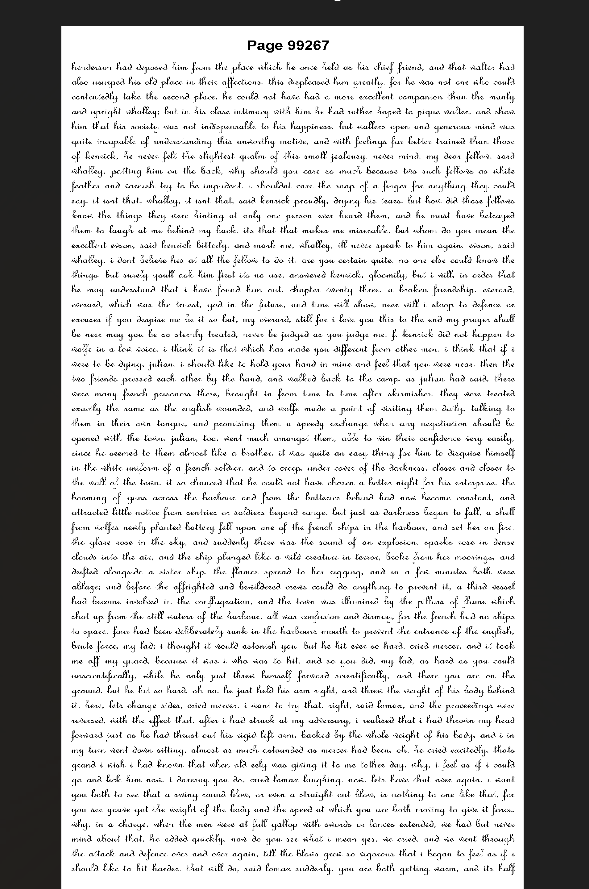 Page 99267
henderson had deposed him from the place which he once held as his chief friend, and that walter had
also usurped his old place in their affections. this displeased him greatly, for he was not one who could
contentedly take the second place. he could not have had a more excellent companion than the manly
and upright whalley; but in his close intimacy with him he had rather hoped to pique walter, and show
him that his society was not indispensable to his happiness. but walters open and generous mind was
quite incapable of understanding this unworthy motive, and with feelings far better trained than those
of kenrick, he never felt the slightest qualm of this small jealousy. never mind, my dear fellow, said
whalley, patting him on the back, why should you care so much because two such fellows as white
feather and cradock try to be impudent. i shouldnt care the snap of a finger for anything they could
say. it isnt that, whalley, it isnt that, said kenrick proudly, drying his tears. but how did those fellows
know the things they were hinting at only one person ever heard them, and he must have betrayed
them to laugh at me behind my back. its that that makes me miserable. but whom do you mean the
excellent evson, said kenrick bitterly. and mark me, whalley, ill never speak to him again. evson, said
whalley, i dont believe hes at all the fellow to do it. are you certain quite. no one else could know the
things. but surely youll ask him first its no use, answered kenrick, gloomily; but i will, in order that
he may understand that i have found him out. chapter twenty three. a broken friendship. everard,
everard, which was the truest, god in the future, and time will show, ner will i stoop to defence or
excuses if you despise me be it so but, my everard, still for i love you this to the end my prayer shall
be neer may you be so sternly treated, never be judged as you judge me. f. kenrick did not happen to
wolfe in a low voice. i think it is that which has made you different from other men. i think that if i
were to be dying, julian, i should like to hold your hand in mine and feel that you were near. then the
two friends pressed each other by the hand, and walked back to the camp. as julian had said, there
were many french prisoners there, brought in from time to time after skirmishes. they were treated
exactly the same as the english wounded, and wolfe made a point of visiting them daily, talking to
them in their own tongue, and promising them a speedy exchange when any negotiation should be
opened with the town. julian, too, went much amongst them, able to win their confidence very easily,
since he seemed to them almost like a brother. it was quite an easy thing for him to disguise himself
in the white uniform of a french soldier, and to creep, under cover of the darkness, closer and closer to
the wall of the town. it so chanced that he could not have chosen a better night for his enterprise. the
booming of guns across the harbour and from the batteries behind had now become constant, and
attracted little notice from sentries or soldiers beyond range. but just as darkness began to fall, a shell
from wolfes newly planted battery fell upon one of the french ships in the harbour, and set her on fire.
the glare rose in the sky, and suddenly there was the sound of an explosion, sparks rose in dense
clouds into the air, and the ship plunged like a wild creature in terror, broke from her moorings, and
drifted alongside a sister ship. the flames spread to her rigging, and in a few minutes both were
ablaze; and before the affrighted and bewildered crews could do anything to prevent it, a third vessel
had become involved in the conflagration, and the town was illumined by the pillars of flame which
shot up from the still waters of the harbour. all was confusion and dismay, for the french had no ships
to spare. four had been deliberately sunk in the harbours mouth to prevent the entrance of the english,
brute force, my lad; i thought it would astonish you. but he hit ever so hard, cried mercer, and it took
me off my guard, because it was i who was to hit. and so you did, my lad, as hard as you could
unscientifically, while he only just threw himself forward scientifically, and there you are on the
ground. but he hit so hard. oh no. he just held his arm right, and threw the weight of his body behind
it. here, lets change sides, cried mercer. i want to try that. right, said lomax, and the proceedings were
reversed, with the effect that, after i had struck at my adversary, i realised that i had thrown my head
forward just as he had thrust out his rigid left arm, backed by the whole weight of his body, and i in
my turn went down sitting, almost as much astounded as mercer had been. oh, he cried excitedly, thats
grand i wish i had known that when old eely was giving it to me tother day. why, i feel as if i could
go and lick him now. i daresay you do, cried lomax laughing. now, lets have that over again. i want
you both to see that a swing round blow, or even a straight out blow, is nothing to one like that, for
you see youve got the weight of the body and the speed at which you are both moving to give it force.
why, in a charge, when the men were at full gallop with swords or lances extended, we had but never
mind about that, he added quickly. now do you see what i mean yes, we cried, and we went through
the attack and defence over and over again, till the blows grew so vigorous that i began to feel as if i
should like to hit harder. that will do, said lomax suddenly. you are both getting warm, and its half